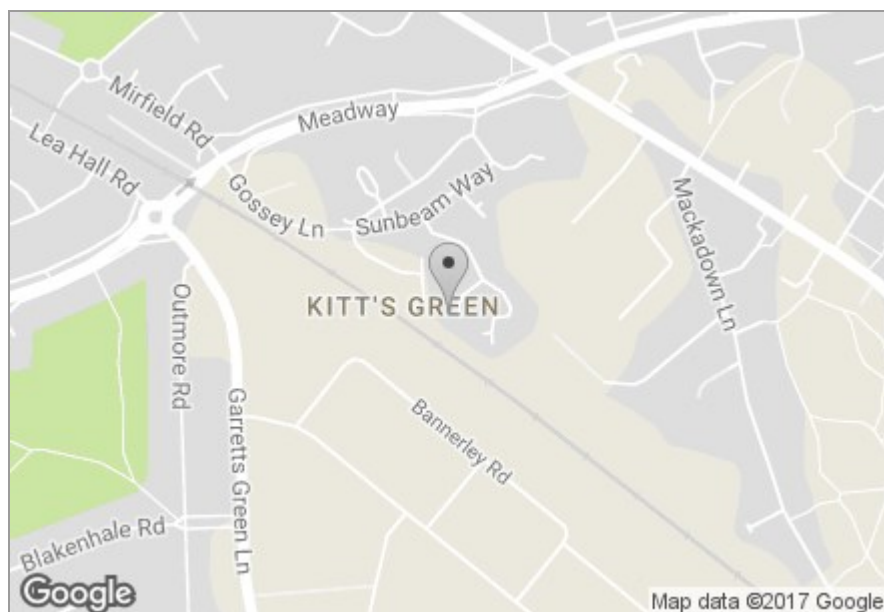 Meadway
Mirfield Rd
Lea Hall Rd
Gossey Ln
Sunbeam Way
Mackadown Ln
KITT'S GREEN
Outmore Rd
Garretts Green Ln
Bannerley Rd
Blakenhale Rd
Google
Map data ©2017 Google